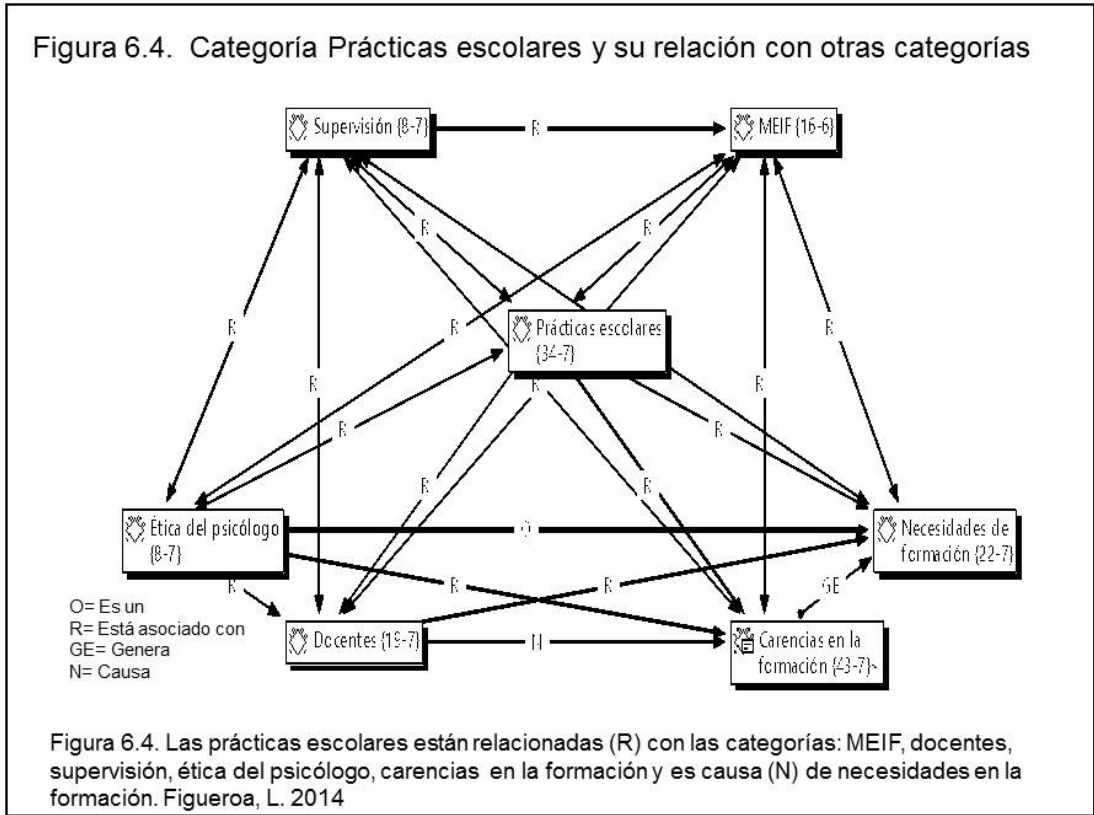 Figura 6.4. Categoría Prácticas escolares y su relación con otras categorías
Supervisión {8-7}
R
MEIF {16-6}
R
R
Prácticas escolares
{34-7}
R
R
R
R
R
R
R
R
R
Ética del psicólogo
{8-7}
O
Necesidades de
formación {22-7}
R
R
R
GE
O= Es un
R= Está asociado con
GE= Genera
N= Causa
Docentes {19-7}
N
Carencias en la
formación {43-7}~
Figura 6.4. Las prácticas escolares están relacionadas (R) con las categorías: MEIF, docentes,
supervisión, ética del psicólogo, carencias en la formación y es causa (N) de necesidades en la
formación. Figueroa, L. 2014